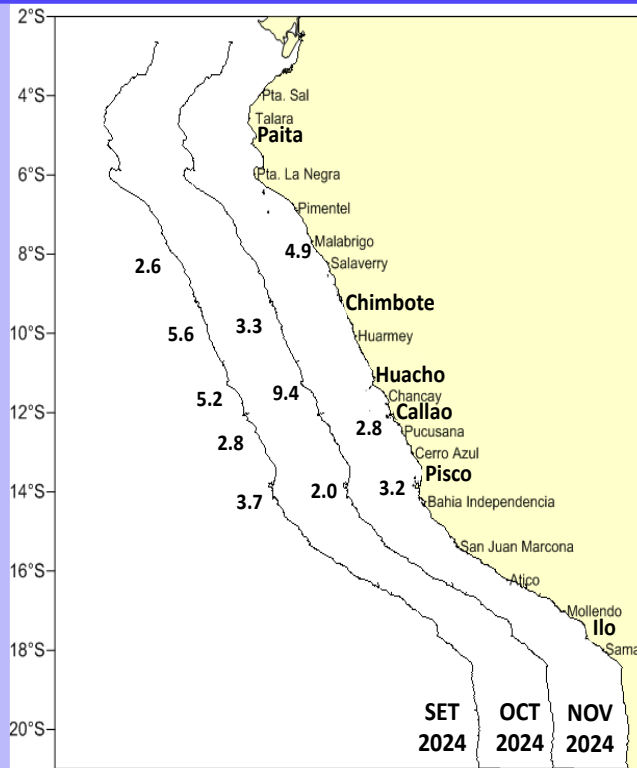 2°S
4°S
Pta. Sal
Talara
Paita
6°S
Pta. La Negra
Pimentel
Malabrigo
8°S
4.9
Salaverry
2.6
Chimbote
10°S
5.6
3.3
Huarmey
Huacho
5.2
9.4
Chancay
12°S
Callao
2.8
Pucusana
2.8
Cerro Azul
Pisco
14°S
3.7
2.0
3.2
Bahia Independencia
San Juan Marcona
16°S
Atico
Mollendo
Ilo
18°S
Sama
20°S
SET
2024
OCT
2024
NOV
2024